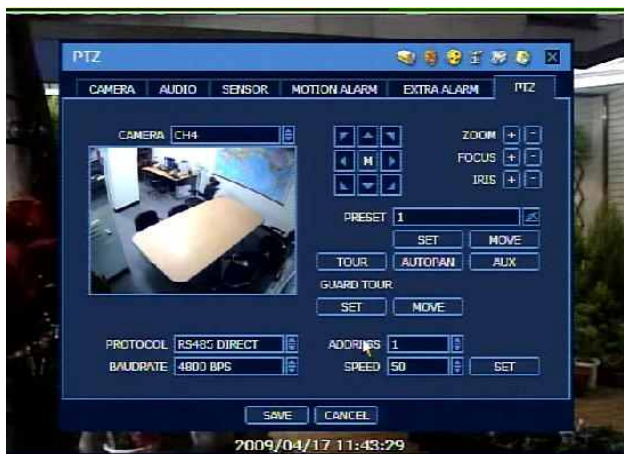 PTZ
CAMERA AUDIO SENSOR MOTION ALARM EXTRA ALARM PTZ
CAMERA CH4
M
ZOOM + -
FOCUS + -
IRIS + -
PRESET 1
SET MOVE
TOUR AUTOPAN AUX
GUARD TOUR
SET MOVE
PROTOCOL RS485 DIRECT ADDRESS 1
BAUDRATE 4800 BPS SPEED 50 SET
SAVE CANCEL
2009/04/17 11:43:29